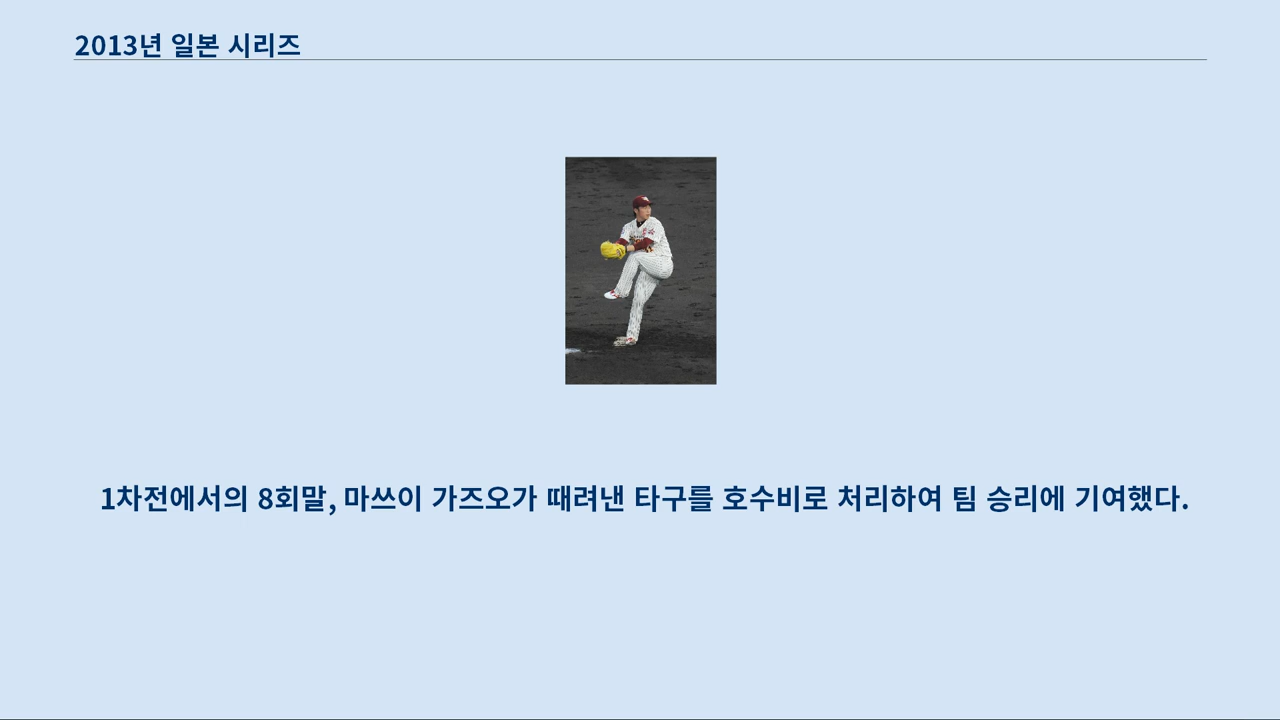 2013년 일본 시리즈
1차전에서의 8회말, 마쓰이 가즈오가 때려낸 타구를 호수비로 처리하여 팀 승리에 기여했다.